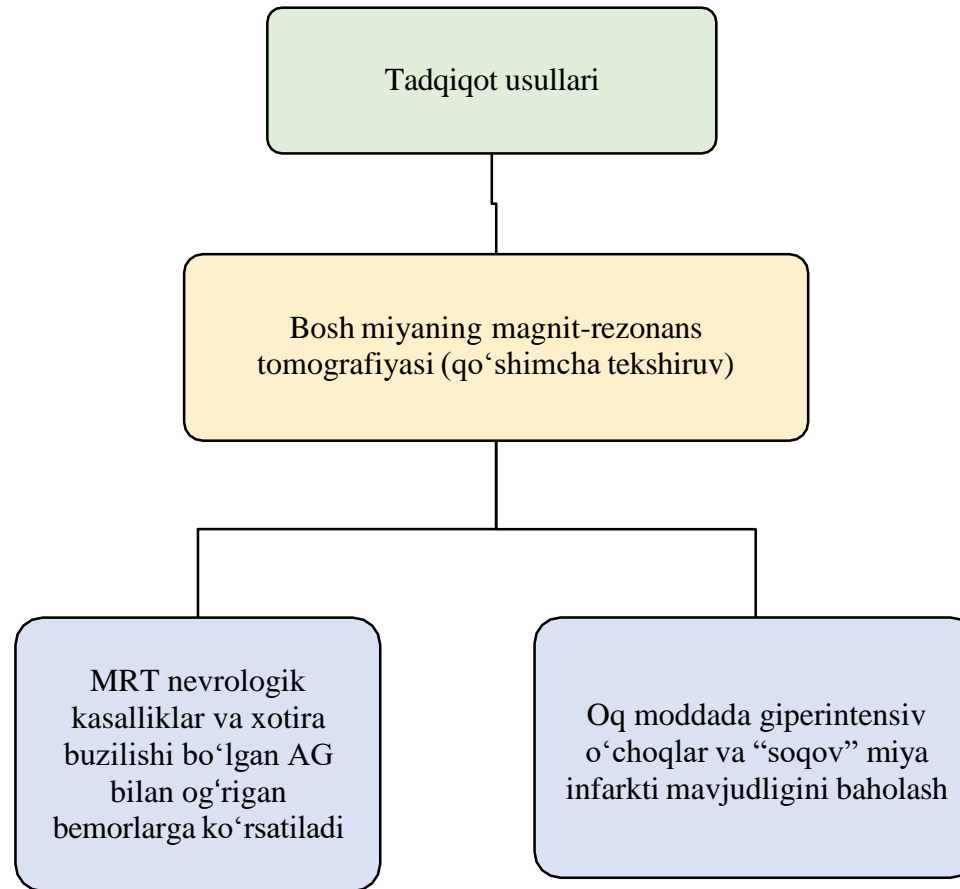 Tadqiqot usullari
Bosh miyaning magnit-rezonans
tomografiyasi (qo‘shimcha tekshiruv)
MRT nevrologik
kasalliklar va xotira
buzilishi bo‘lgan AG
bilan og‘rigan
bemorlarga ko‘rsatiladi
Oq moddada giperintensiv
o‘choqlar va “soqov” miya
infarkti mavjudligini baholash